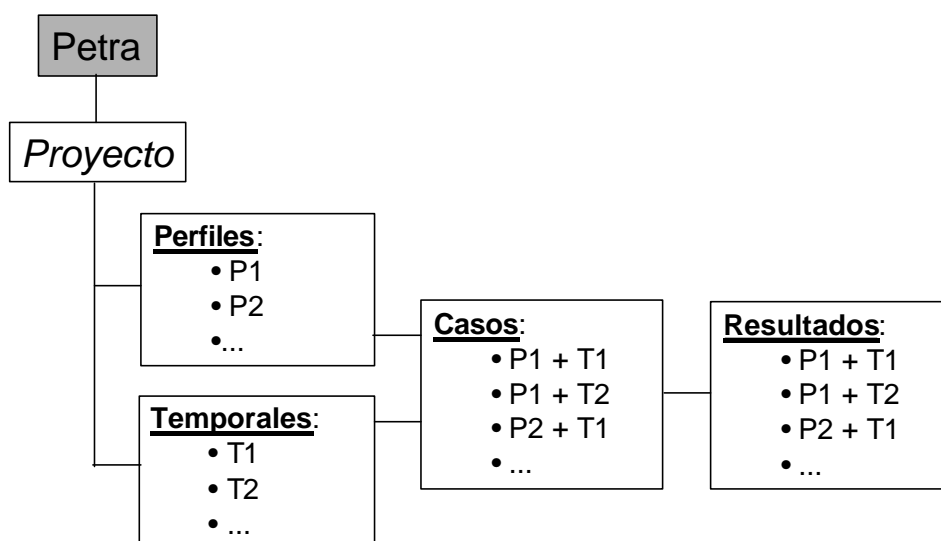 Petra
Proyecto
Perfiles:
• P1
• P2
•...
Temporales:
• T1
• T2
• ...
Casos:
• P1 + T1
• P1 + T2
• P2 + T1
• ...
Resultados:
• P1 + T1
• P1 + T2
• P2 + T1
• ...